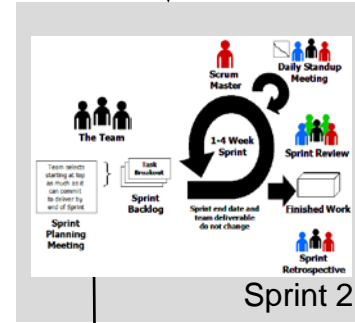 Scrum
Master
Daily Standup
Meeting
The Team
1-4 Week
Sprint
Sprint Review
Team selects
starting at top
as much as it
can commit
to deliver by
end of Sprint
Task
Breakout
Sprint
Backlog
Sprint end date and
team deliverable
do not change
Finished Work
Sprint
Planning
Meeting
Sprint
Retrospective
Sprint 2